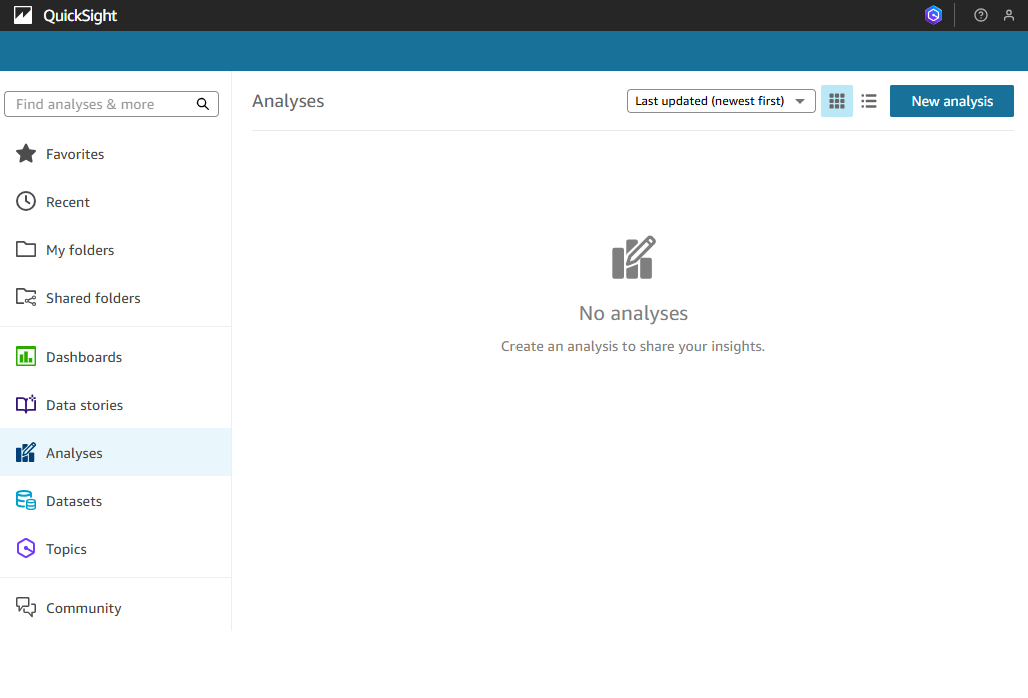 QuickSight
Find analyses & more
Favorites
Recent
My folders
Shared folders
Dashboards
Data stories
Analyses
Datasets
Topics
Community
Analyses
Last updated (newest first)
New analysis
No analyses
Create an analysis to share your insights.